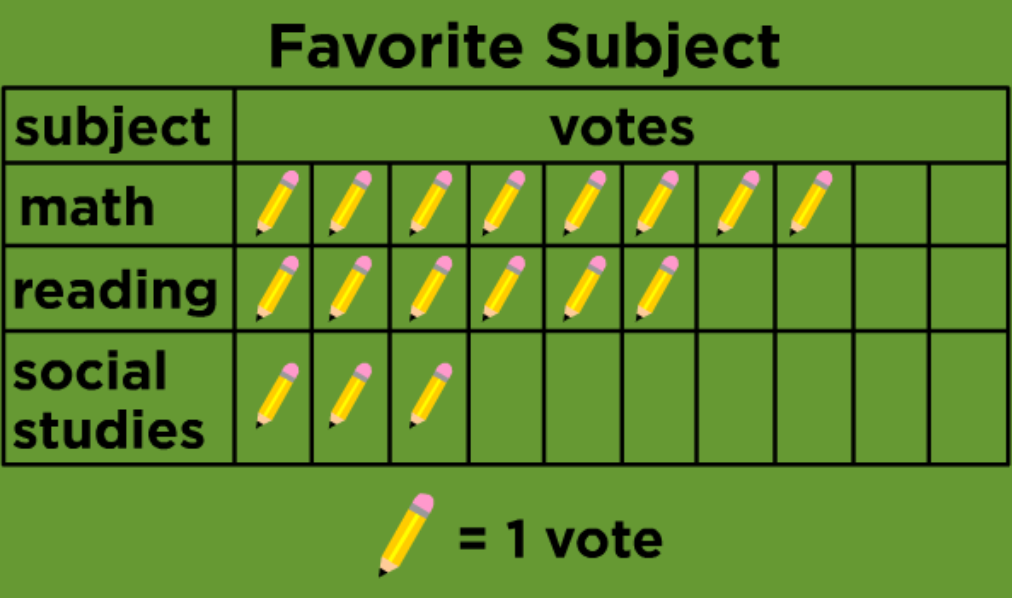 Favorite Subject
subject votes
math
reading
social
studies
= 1 vote